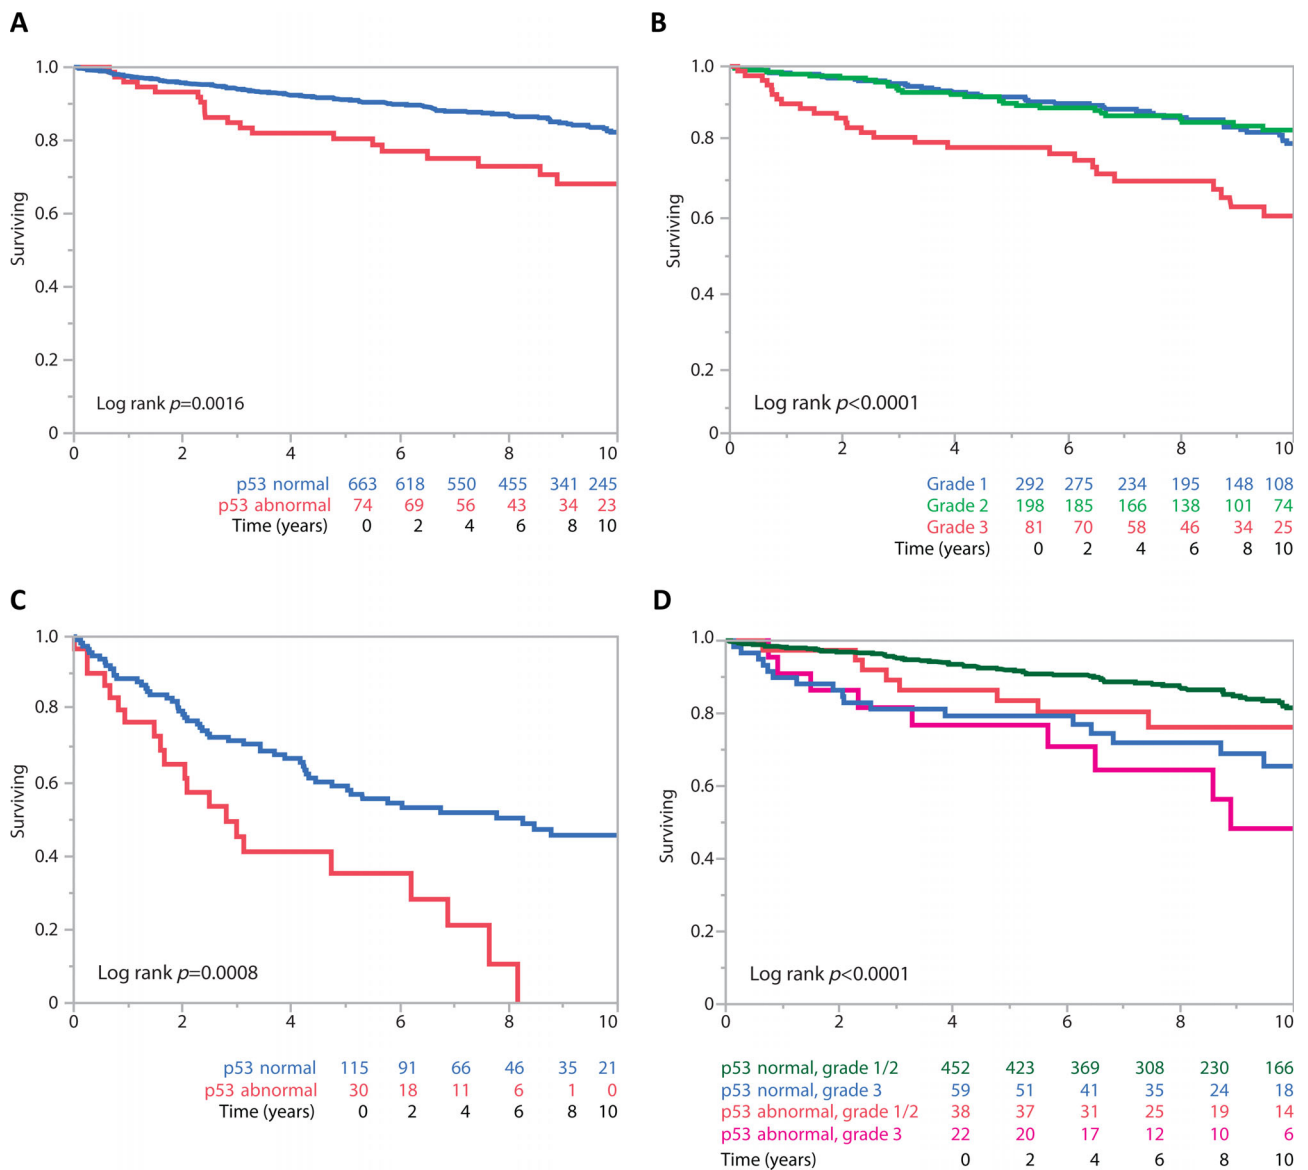 A
1.0
0.8
0.6
0.4
0.2
0
Surviving
Log rank p=0.0016
0 2 4 6 8 10
p53 normal 663 618 550 455 341 245
p53 abnormal 74 69 56 43 34 23
Time (years) 0 2 4 6 8 10
B
1.0
0.8
0.6
0.4
0.2
0
Surviving
Log rank p<0.0001
0 2 4 6 8 10
Grade 1 292 275 234 195 148 108
Grade 2 198 185 166 138 101 74
Grade 3 81 70 58 46 34 25
Time (years) 0 2 4 6 8 10
C
1.0
0.8
0.6
0.4
0.2
0
Surviving
Log rank p=0.0008
0 2 4 6 8 10
p53 normal 115 91 66 46 35 21
p53 abnormal 30 18 11 6 1 0
Time (years) 0 2 4 6 8 10
D
1.0
0.8
0.6
0.4
0.2
0
Surviving
Log rank p<0.0001
0 2 4 6 8 10
p53 normal, grade 1/2 452 423 369 308 230 166
p53 normal, grade 3 59 51 41 35 24 18
p53 abnormal, grade 1/2 38 37 31 25 19 14
p53 abnormal, grade 3 22 20 17 12 10 6
Time (years) 0 2 4 6 8 10